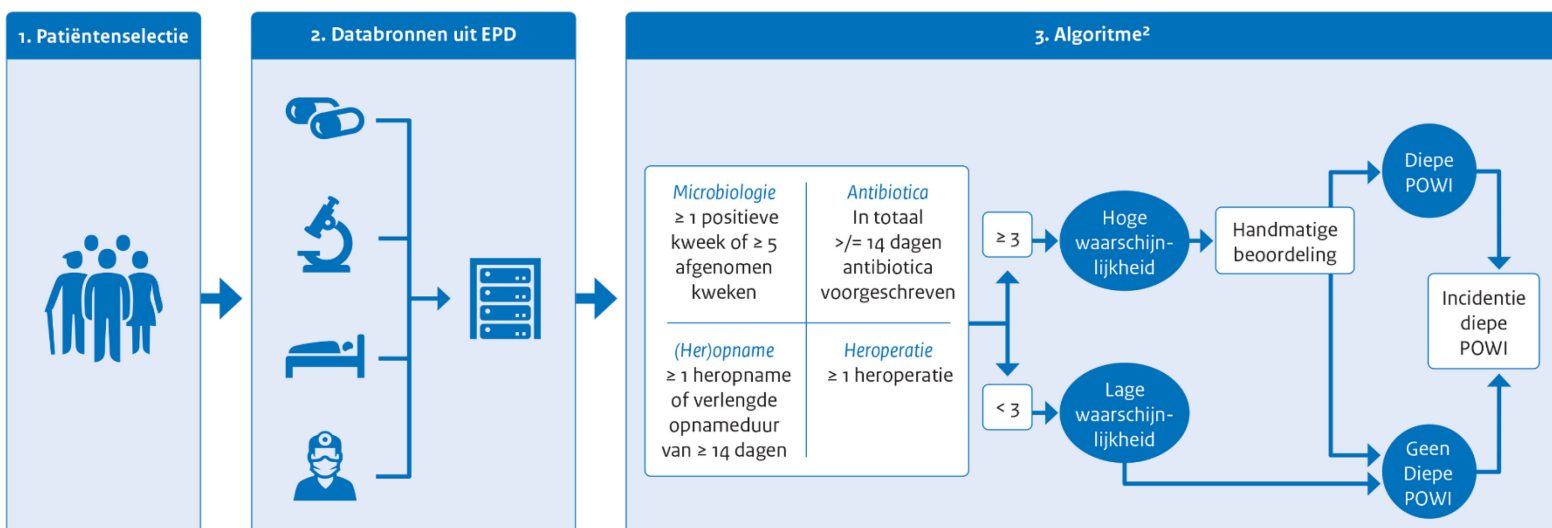 1. Patiëntenselectie
2. Databronnen uit EPD
3. Algoritme²
Microbiologie
≥ 1 positieve
kweek of ≥ 5
afgenomen
kweken
Antibiotica
In totaal
>/= 14 dagen
antibiotica
voorgeschreven
(Her)opname
≥ 1 heropname
of verlengde
opnameduur
van ≥ 14 dagen
Heroperatie
≥ 1 heroperatie
≥ 3
< 3
Hoge
waarschijn-
lijkheid
Lage
waarschijn-
lijkheid
Handmatige
beoordeling
Diepe
POWI
Geen
Diepe
POWI
Incidentie
diepe
POWI